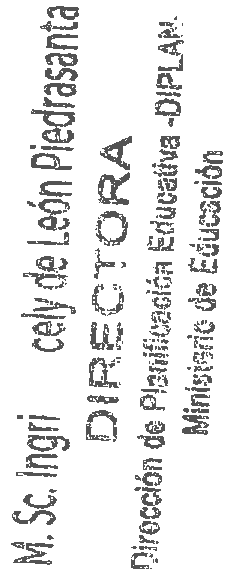 M. Sc. Ingri cely de León Piedrasanta
DIRECTORA
Dirección de Planificación Educativa -DIPLAN-
Ministerio de Educación